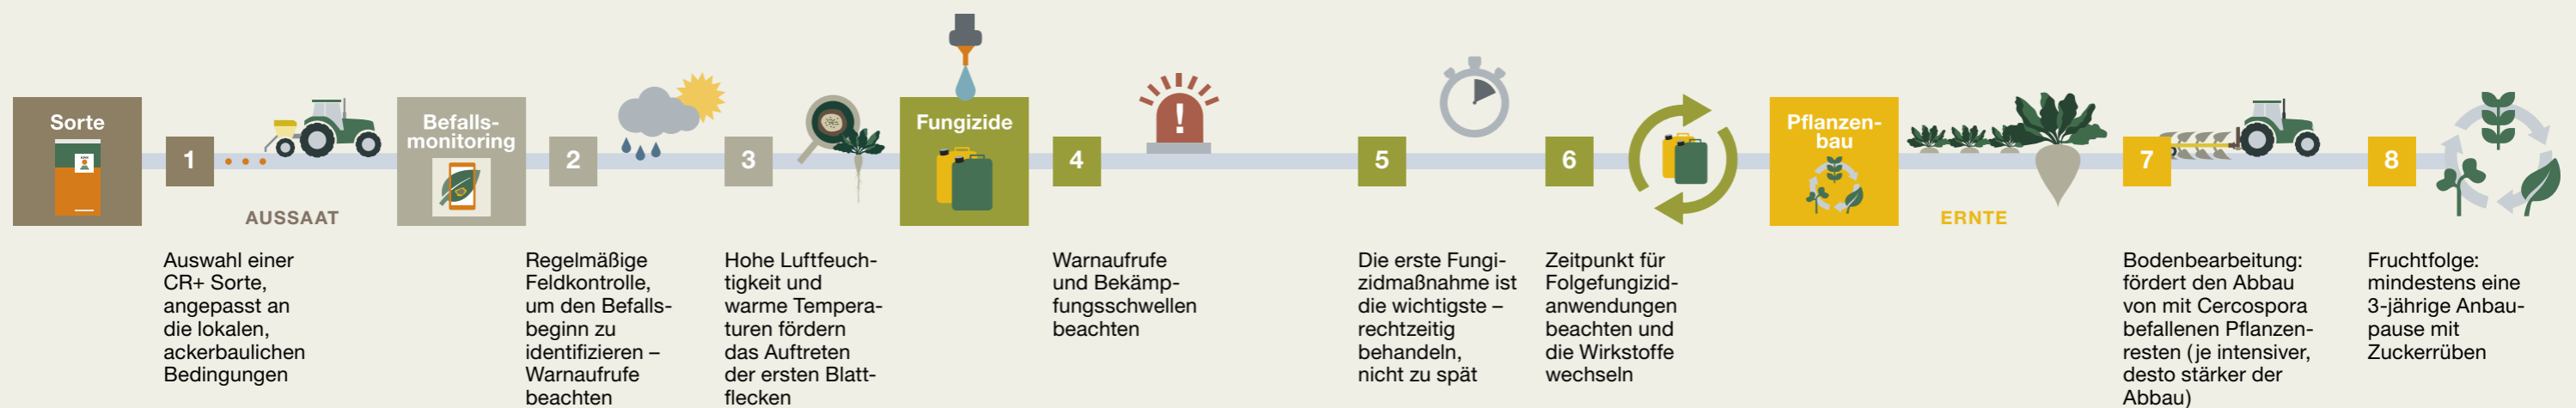 Sorte
1
AUSSAAT
Auswahl einer
CR+ Sorte,
angepasst an
die lokalen,
ackerbaulichen
Bedingungen
Befalls-
monitoring
2
Regelmäßige
Feldkontrolle,
um den Befalls-
beginn zu
identifizieren –
Warnaufrufe
beachten
3
Hohe Luftfeuch-
tigkeit und
warme Tempera-
turen fördern
das Auftreten
der ersten Blatt-
flecken
Fungizide
4
!
Warnaufrufe
und Bekämp-
fungsschwellen
beachten
5
Die erste Fungi-
zidmaßnahme ist
die wichtigste –
rechtzeitig
behandeln,
nicht zu spät
6
Zeitpunkt für
Folgefungizid-
anwendungen
beachten und
die Wirkstoffe
wechseln
Pflanzen-
bau
ERNTE
7
Bodenbearbeitung:
fördert den Abbau
von mit Cercospora
befallenen Pflanzen-
resten (je intensiver,
desto stärker der
Abbau)
8
Fruchtfolge:
mindestens eine
3-jährige Anbau-
pause mit
Zuckerrüben